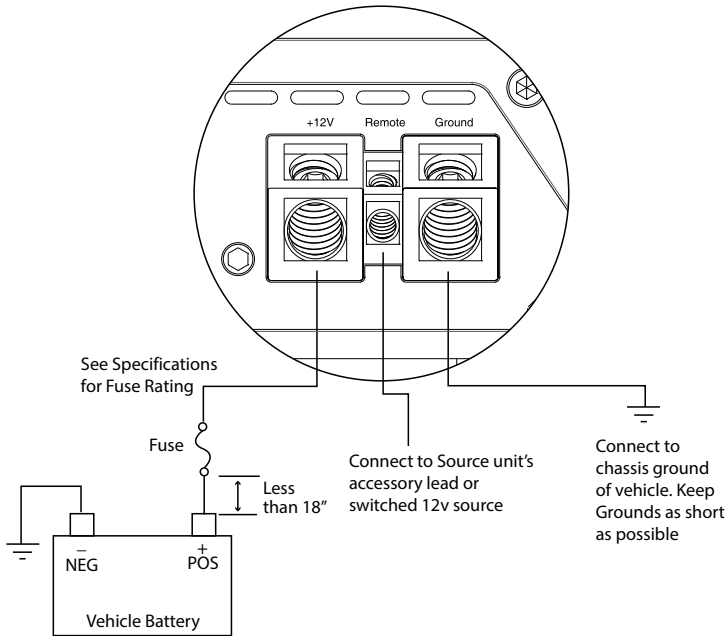 +12V Remote Ground
See Specifications
for Fuse Rating
Fuse
Less
than 18”
Connect to Source unit’s
accessory lead or
switched 12v source
Connect to
chassis ground
of vehicle. Keep
Grounds as short
as possible
– +
NEG POS
Vehicle Battery